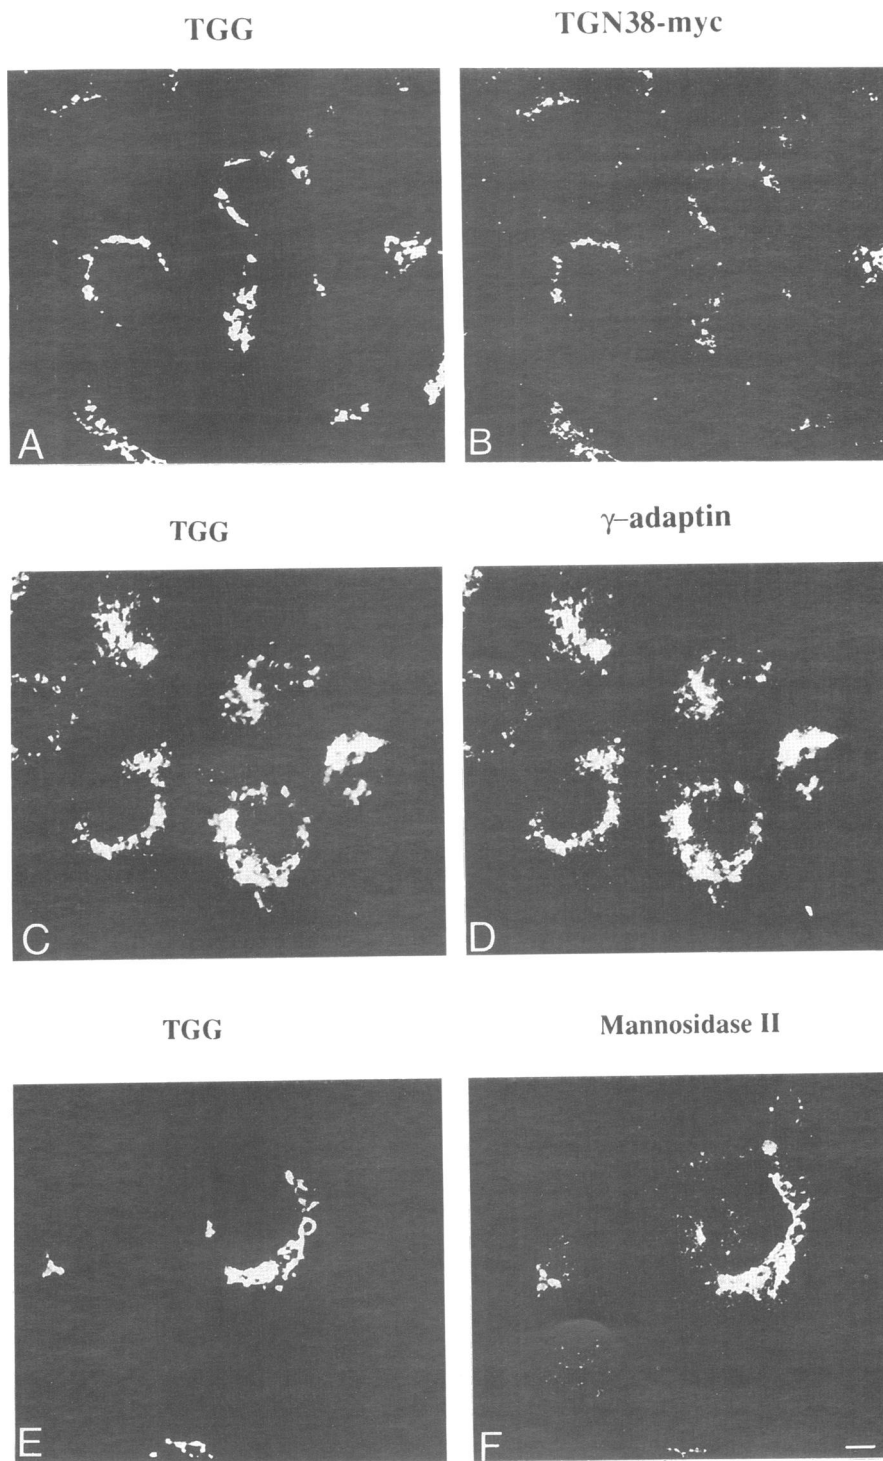 TGG TGN38-myc
A B
TGG γ–adaptin
C D
TGG Mannosidase II
E F